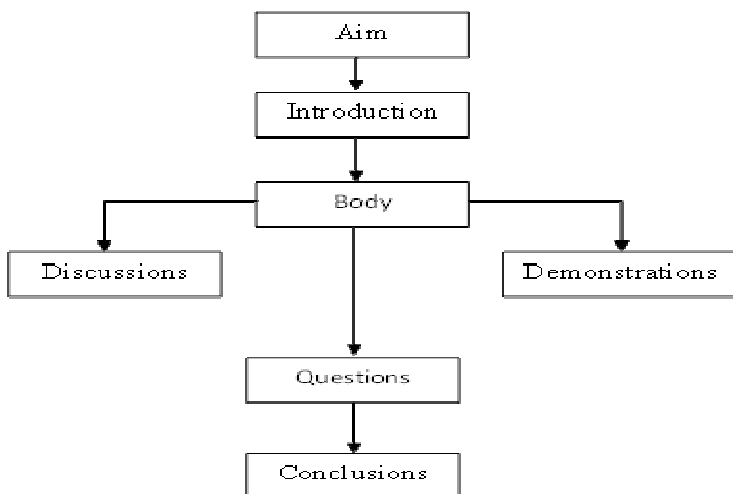 Aim
Introduction
Body
Discussions
Demonstrations
Questions
Conclusions